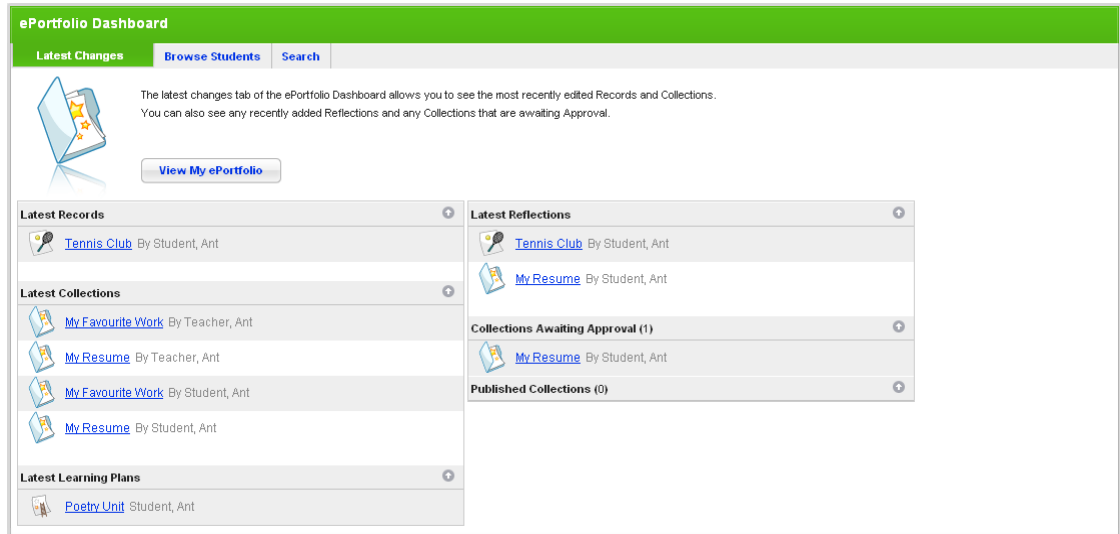 ePortfolio Dashboard
Latest Changes
Browse Students
Search
The latest changes tab of the ePortfolio Dashboard allows you to see the most recently edited Records and Collections.
You can also see any recently added Reflections and any Collections that are awaiting Approval.
View My ePortfolio
Latest Records
Tennis Club By Student, Ant
Latest Collections
My Favourite Work By Teacher, Ant
My Resume By Teacher, Ant
My Favourite Work By Student, Ant
My Resume By Student, Ant
Latest Learning Plans
Poetry Unit Student, Ant
Latest Reflections
Tennis Club By Student, Ant
My Resume By Student, Ant
Collections Awaiting Approval (1)
My Resume By Student, Ant
Published Collections (0)